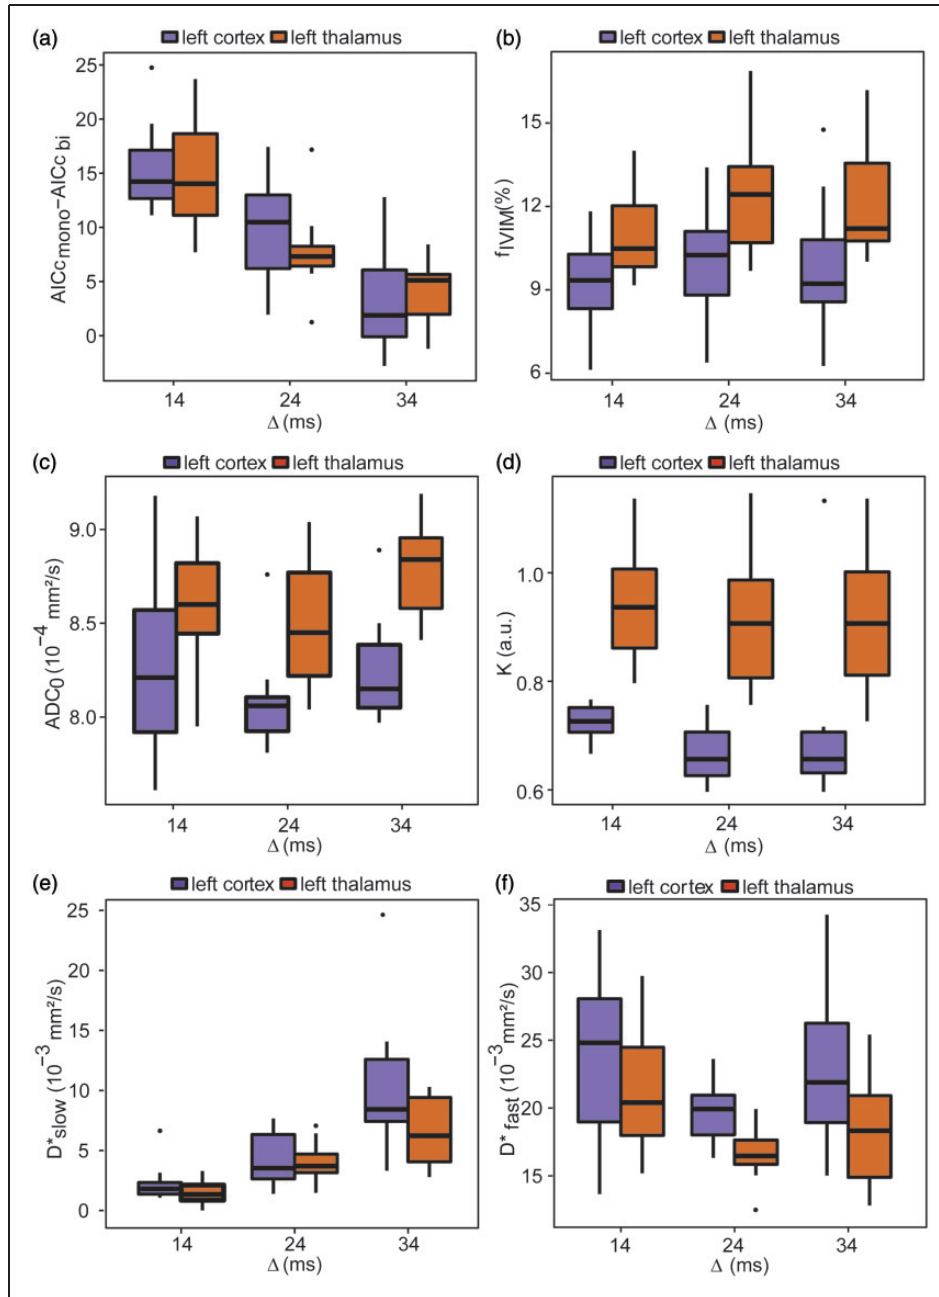 (a) left cortex left thalamus
AICcmono−AICc bi
25
20
15
10
5
0
14 24 34
Δ (ms)
(b) left cortex left thalamus
fIVIM(%)
15
12
9
6
14 24 34
Δ (ms)
(c) left cortex left thalamus
ADC0 (10−4 mm²/s)
9.0
8.5
8.0
14 24 34
Δ (ms)
(d) left cortex left thalamus
K (a.u.)
1.0
0.8
0.6
14 24 34
Δ (ms)
(e) left cortex left thalamus
D*slow (10−3 mm²/s)
25
20
15
10
5
0
14 24 34
Δ (ms)
(f) left cortex left thalamus
D* fast (10−3 mm²/s)
35
30
25
20
15
14 24 34
Δ (ms)